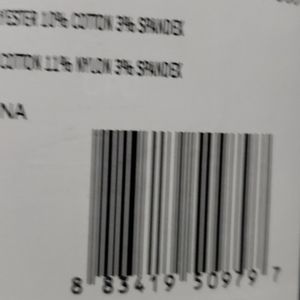 YESTER 10% COTTON 3% SPANDEX
COTTON 11% NYLON 3% SPANDEX
NA
8 83419 50979 7